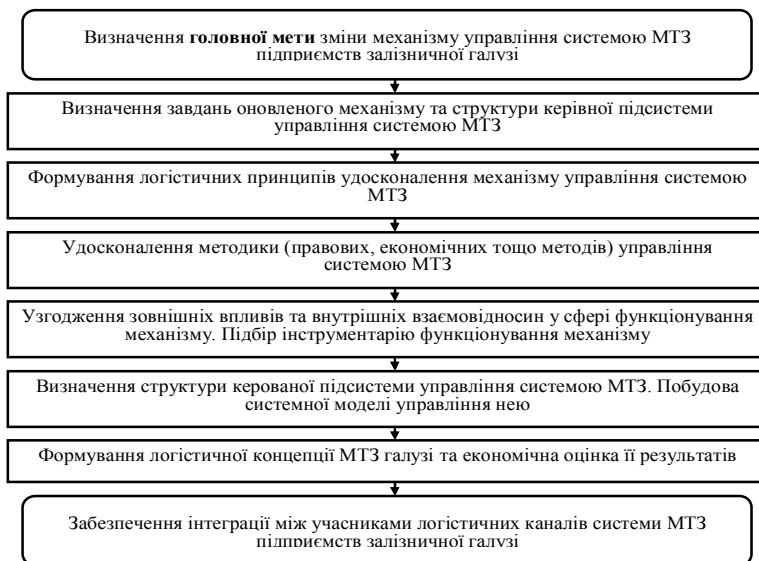 Визначення головної мети зміни механізму управління системою МТЗ
підприємств залізничної галузі
Визначення завдань оновленого механізму та структури керівної підсистеми
управління системою МТЗ
Формування логістичних принципів удосконалення механізму управління системою
МТЗ
Удосконалення методики (правових, економічних тощо методів) управління
системою МТЗ
Узгодження зовнішніх впливів та внутрішніх взаємовідносин у сфері функціонування
механізму. Підбір інструментарію функціонування механізму
Визначення структури керованої підсистеми управління системою МТЗ. Побудова
системної моделі управління нею
Формування логістичної концепції МТЗ галузі та економічна оцінка її результатів
Забезпечення інтеграції між учасниками логістичних каналів системи МТЗ
підприємств залізничної галузі